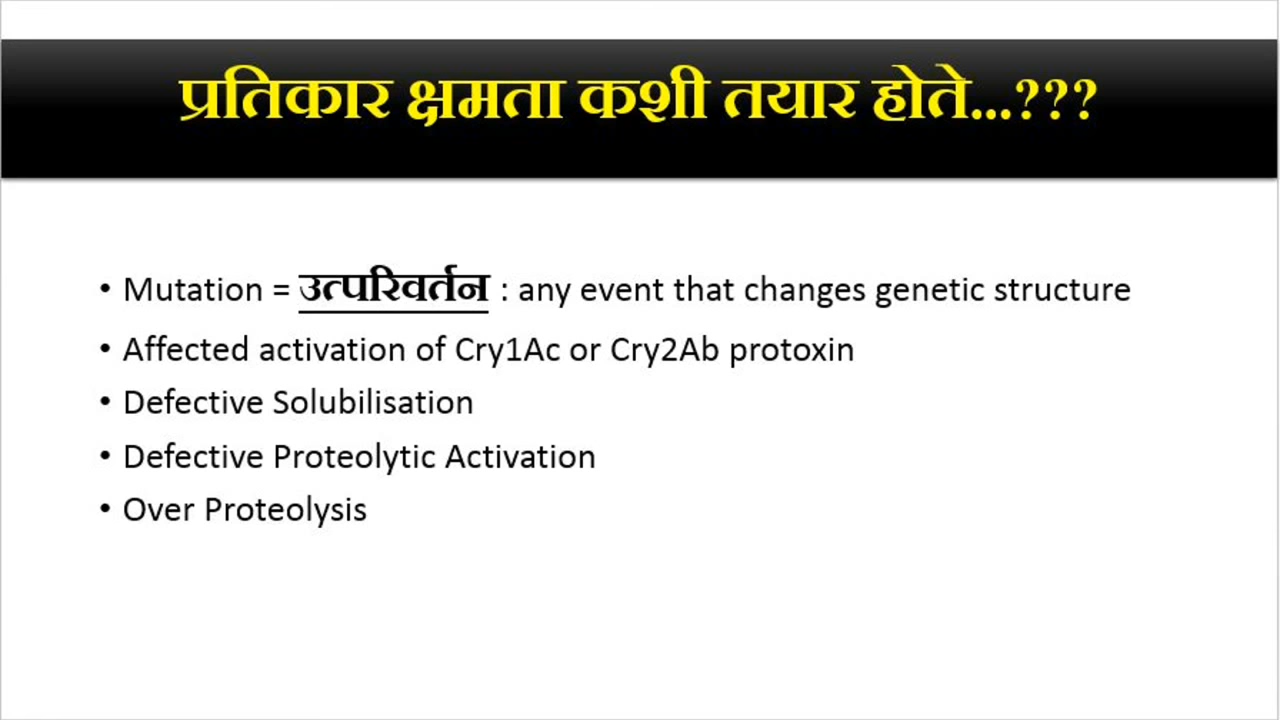 प्रतिकार क्षमता कशी तयार होते...???
• Mutation = उत्परिवर्तन : any event that changes genetic structure
• Affected activation of Cry1Ac or Cry2Ab protoxin
• Defective Solubilisation
• Defective Proteolytic Activation
• Over Proteolysis